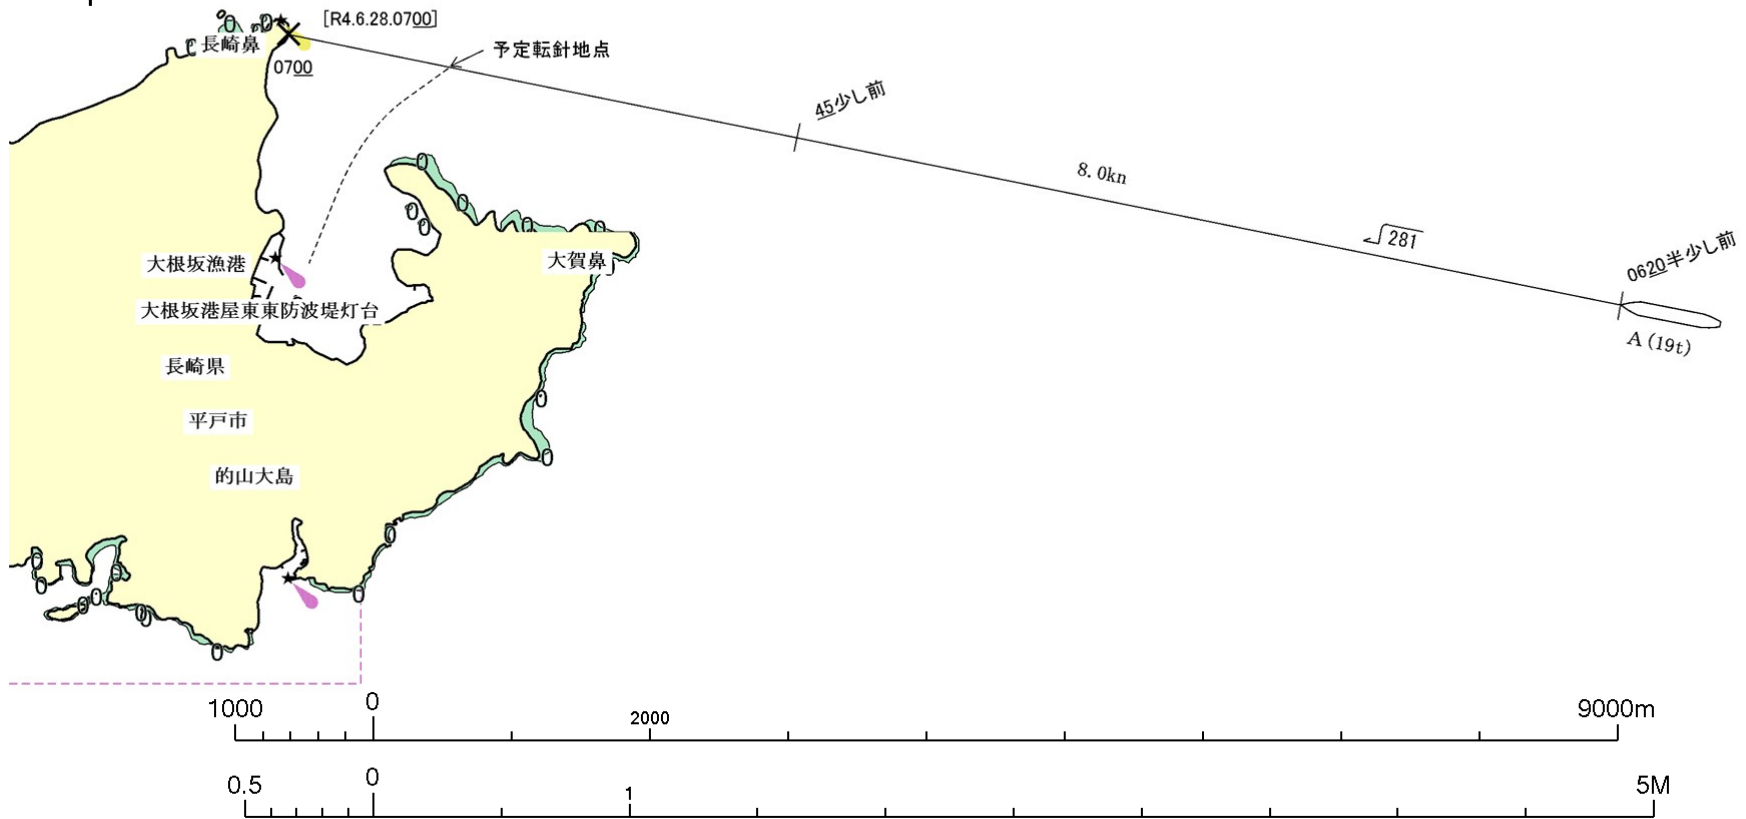 [R4.6.28.0700]
長崎鼻
0700
予定転針地点
45少し前
8.0kn
281
0620半少し前
A (19t)
大賀鼻
大根坂漁港
大根坂港屋東東防波堤灯台
長崎県
平戸市
的山大島
1000 0 2000 9000m
0.5 0 1 5M